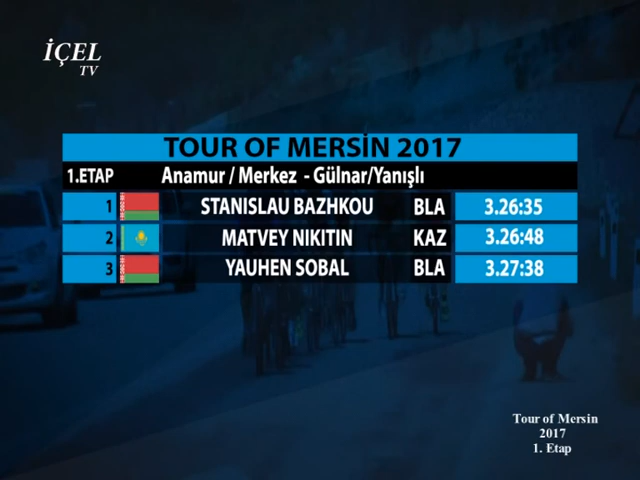 İÇEL
TV
TOUR OF MERSİN 2017
1.ETAP Anamur / Merkez - Gülnar/Yanışlı
1 STANISLAU BAZHKOU BLA 3.26:35
2 MATVEY NIKITIN KAZ 3.26:48
3 YAUHEN SOBAL BLA 3.27:38
Tour of Mersin
2017
1. Etap